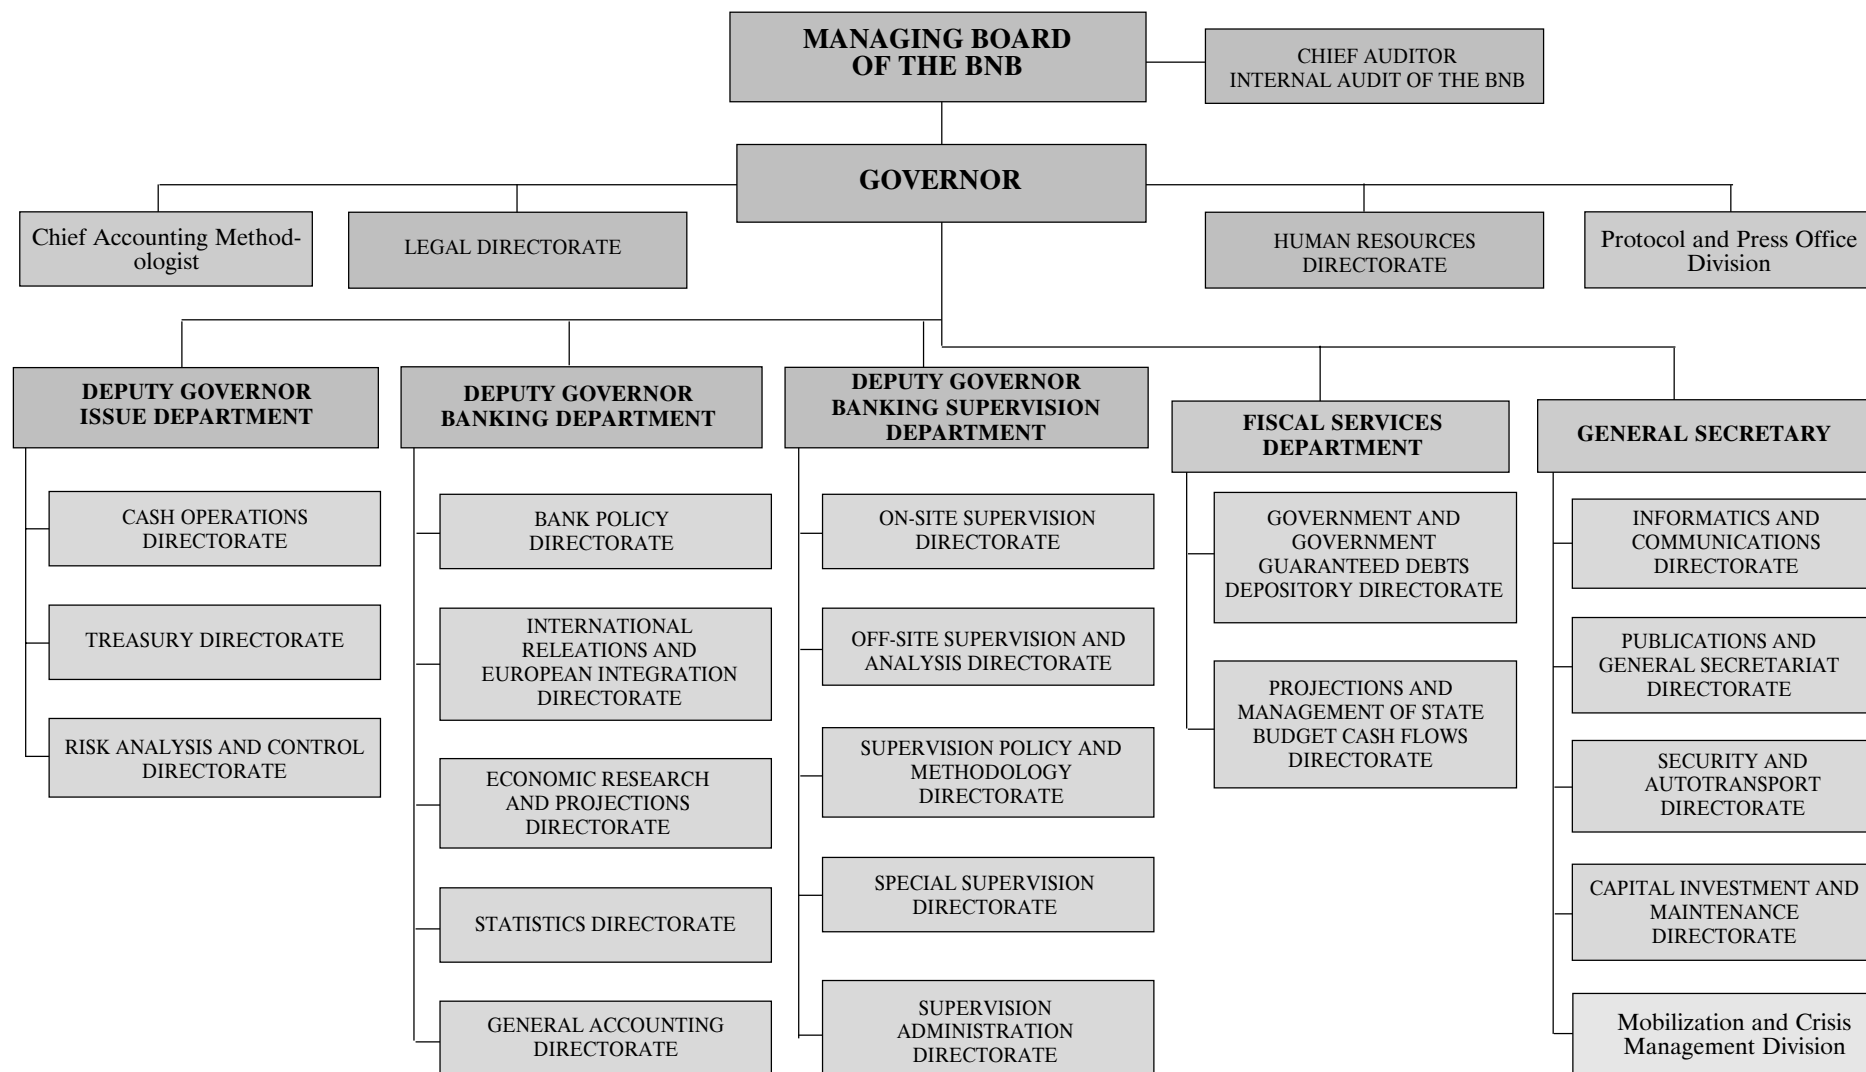 MANAGING BOARD
OF THE BNB
CHIEF AUDITOR
INTERNAL AUDIT OF THE BNB
GOVERNOR
Chief Accounting Method-
ologist
LEGAL DIRECTORATE
HUMAN RESOURCES
DIRECTORATE
Protocol and Press Office
Division
DEPUTY GOVERNOR
ISSUE DEPARTMENT
CASH OPERATIONS
DIRECTORATE
TREASURY DIRECTORATE
RISK ANALYSIS AND CONTROL
DIRECTORATE
DEPUTY GOVERNOR
BANKING DEPARTMENT
BANK POLICY
DIRECTORATE
INTERNATIONAL
RELEATIONS AND
EUROPEAN INTEGRATION
DIRECTORATE
ECONOMIC RESEARCH
AND PROJECTIONS
DIRECTORATE
STATISTICS DIRECTORATE
GENERAL ACCOUNTING
DIRECTORATE
DEPUTY GOVERNOR
BANKING SUPERVISION
DEPARTMENT
ON-SITE SUPERVISION
DIRECTORATE
OFF-SITE SUPERVISION AND
ANALYSIS DIRECTORATE
SUPERVISION POLICY AND
METHODOLOGY
DIRECTORATE
SPECIAL SUPERVISION
DIRECTORATE
SUPERVISION
ADMINISTRATION
DIRECTORATE
FISCAL SERVICES
DEPARTMENT
GOVERNMENT AND
GOVERNMENT
GUARANTEED DEBTS
DEPOSITORY DIRECTORATE
PROJECTIONS AND
MANAGEMENT OF STATE
BUDGET CASH FLOWS
DIRECTORATE
GENERAL SECRETARY
INFORMATICS AND
COMMUNICATIONS
DIRECTORATE
PUBLICATIONS AND
GENERAL SECRETARIAT
DIRECTORATE
SECURITY AND
AUTOTRANSPORT
DIRECTORATE
CAPITAL INVESTMENT AND
MAINTENANCE
DIRECTORATE
Mobilization and Crisis
Management Division